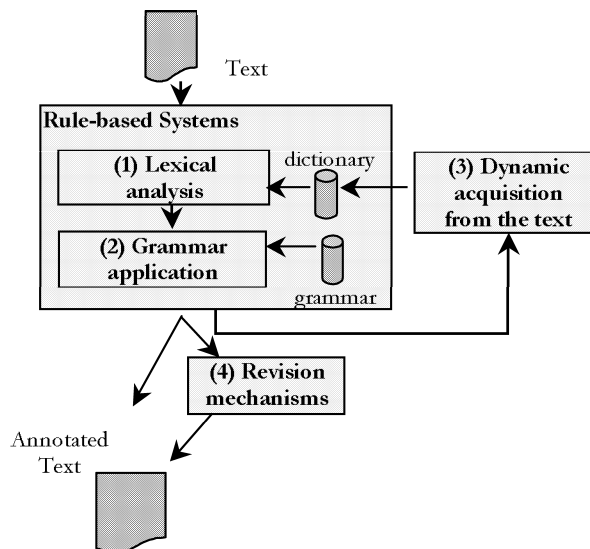 Text
Rule-based Systems
(1) Lexical
analysis
dictionary
(3) Dynamic
acquisition
from the text
(2) Grammar
application
grammar
(4) Revision
mechanisms
Annotated
Text